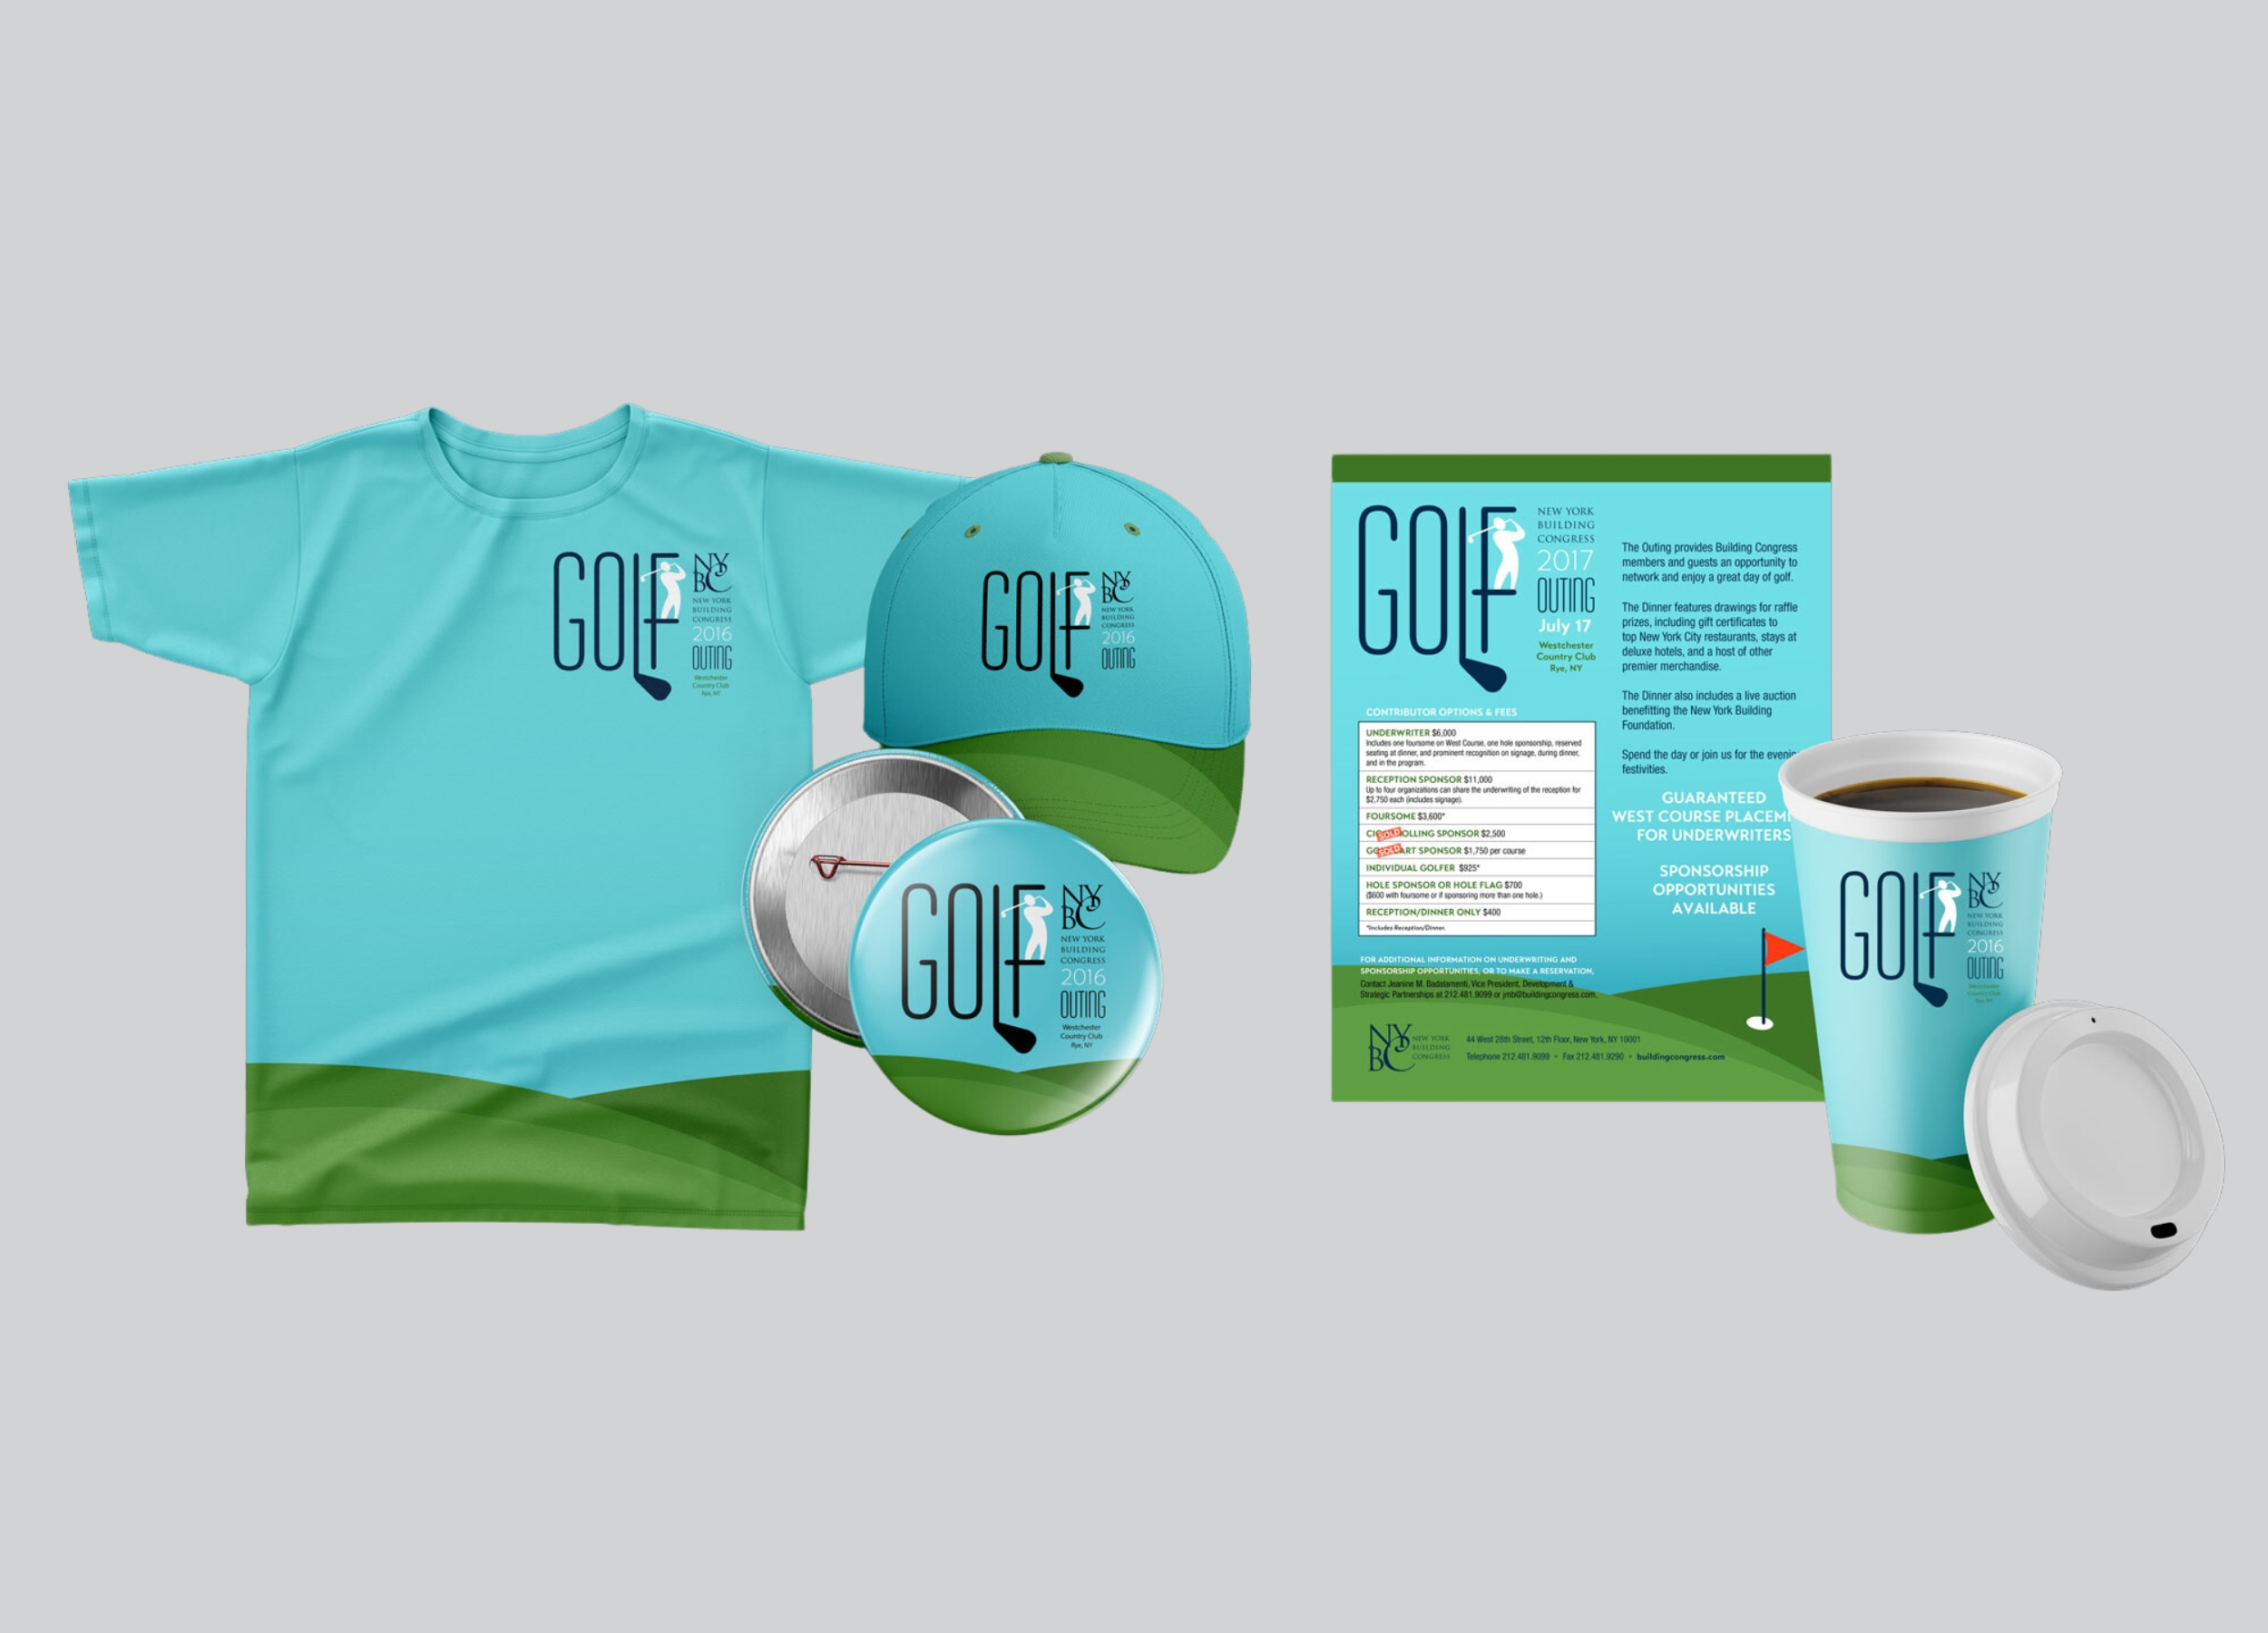 GOLF
NY
BC
NEW YORK
BUILDING
CONGRESS
2016
OUTING
Westchester
Country Club
Rye, NY
GOLF
NY
BC
NEW YORK
BUILDING
CONGRESS
2016
OUTING
GOLF
NY
BC
NEW YORK
BUILDING
CONGRESS
2016
OUTING
Westchester
Country Club
Rye, NY
GOLF
NEW YORK
BUILDING
CONGRESS
2017
OUTING
July 17
Westchester
Country Club
Rye, NY
CONTRIBUTOR OPTIONS & FEES
UNDERWRITER $6,000
Includes one foursome on West Course, one hole sponsorship, reserved
seating at dinner, and prominent recognition on signage, during dinner,
and in the program.
RECEPTION SPONSOR $11,000
Up to four organizations can share the underwriting of the reception for
$2,750 each (includes signage).
FOURSOME $3,600*
SOLD
OLLING SPONSOR $2,500
SOLD
ART SPONSOR $1,750 per course
INDIVIDUAL GOLFER $925*
HOLE SPONSOR OR HOLE FLAG $700
($600 with foursome or if sponsoring more than one hole.)
RECEPTION/DINNER ONLY $400
*Includes Reception/Dinner.
FOR ADDITIONAL INFORMATION ON UNDERWRITING AND
SPONSORSHIP OPPORTUNITIES, OR TO MAKE A RESERVATION,
Contact Jeanine M. Badalamenti, Vice President, Development &
Strategic Partnerships at 212.481.9099 or jmb@buildingcongress.com.
The Outing provides Building Congress
members and guests an opportunity to
network and enjoy a great day of golf.
The Dinner features drawings for raffle
prizes, including gift certificates to
top New York City restaurants, stays at
deluxe hotels, and a host of other
premier merchandise.
The Dinner also includes a live auction
benefitting the New York Building
Foundation.
Spend the day or join us for the
festivities.
GUARANTEED
WEST COURSE
FOR UNDERWRITERS
SPONSORSHIP
OPPORTUNITIES
AVAILABLE
NY
BC
NEW YORK
BUILDING
CONGRESS
44 West 28th Street, 12th Floor, New York, NY 10001
Telephone 212.481.9099 • Fax 212.481.9290 • buildingcongress.com
GOLF
NY
BC
NEW YORK
BUILDING
CONGRESS
2016
OUTING
Westchester
Country Club
Rye, NY